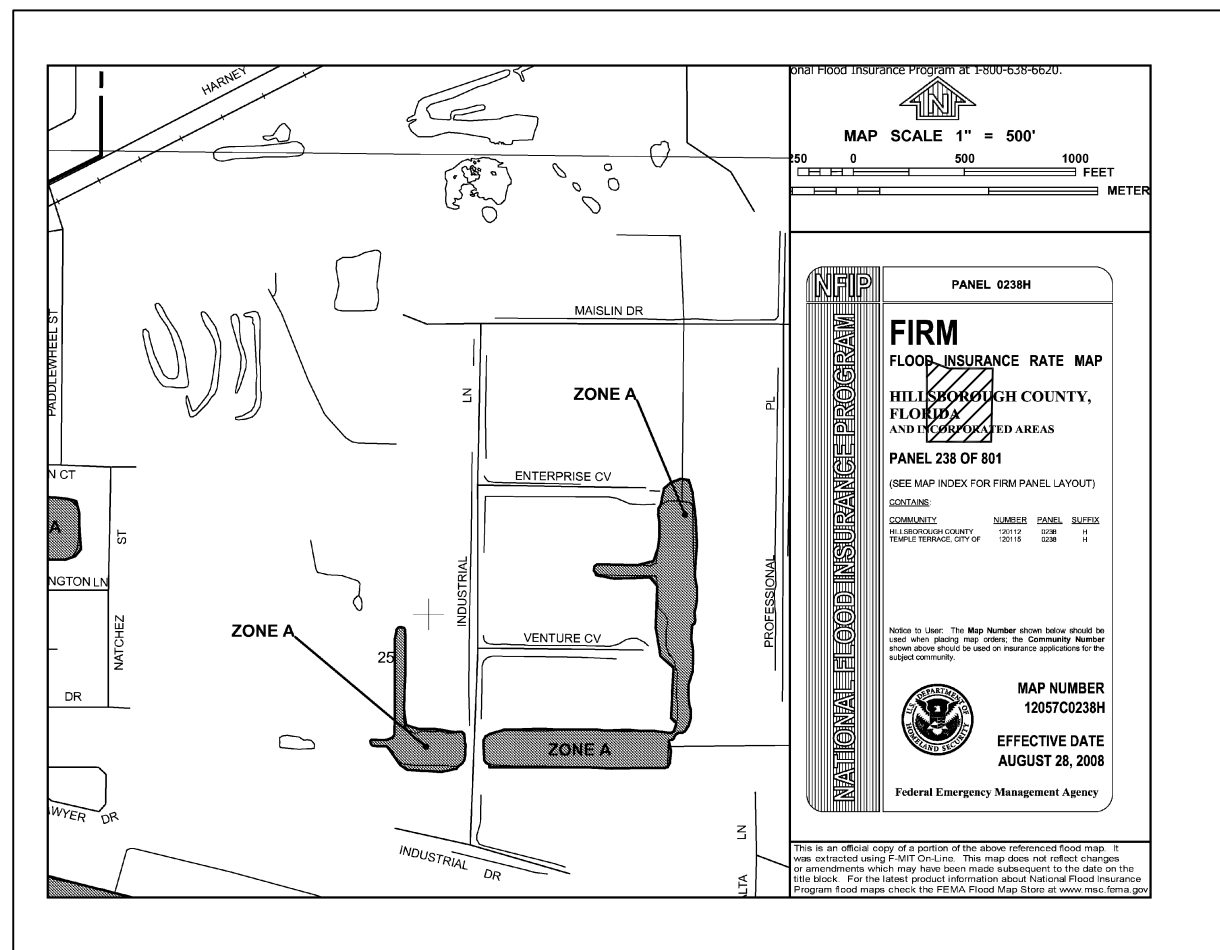 HARNEY
PADDLEWHEEL ST
MAISLIN DR
ZONE A
LN
PL
N CT
ENTERPRISE CV
A
ST
NGTON LN
INDUSTRIAL
PROFESSIONAL
NATCHEZ
ZONE A
VENTURE CV
25
DR
ZONE A
WYER DR
INDUSTRIAL DR
LN
LTA
onal Flood Insurance Program at 1-800-638-6620.
N
MAP SCALE 1" = 500'
250 0 500 1000
FEET
METER
NFIP
NATIONAL FLOOD INSURANCE PROGRAM
PANEL 0238H
FIRM
FLOOD INSURANCE RATE MAP
HILLSBOROUGH COUNTY,
FLORIDA
AND INCORPORATED AREAS
PANEL 238 OF 801
(SEE MAP INDEX FOR FIRM PANEL LAYOUT)
CONTAINS:
COMMUNITY NUMBER PANEL SUFFIX
HILLSBOROUGH COUNTY 120112 0238 H
TEMPLE TERRACE, CITY OF 120115 0238 H
Notice to User: The Map Number shown below should be
used when placing map orders; the Community Number
shown above should be used on insurance applications for the
subject community.
U.S. DEPARTMENT OF
HOMELAND SECURITY
MAP NUMBER
12057C0238H
EFFECTIVE DATE
AUGUST 28, 2008
Federal Emergency Management Agency
This is an official copy of a portion of the above referenced flood map. It
was extracted using F-MIT On-Line. This map does not reflect changes
or amendments which may have been made subsequent to the date on the
title block. For the latest product information about National Flood Insurance
Program flood maps check the FEMA Flood Map Store at www.msc.fema.gov